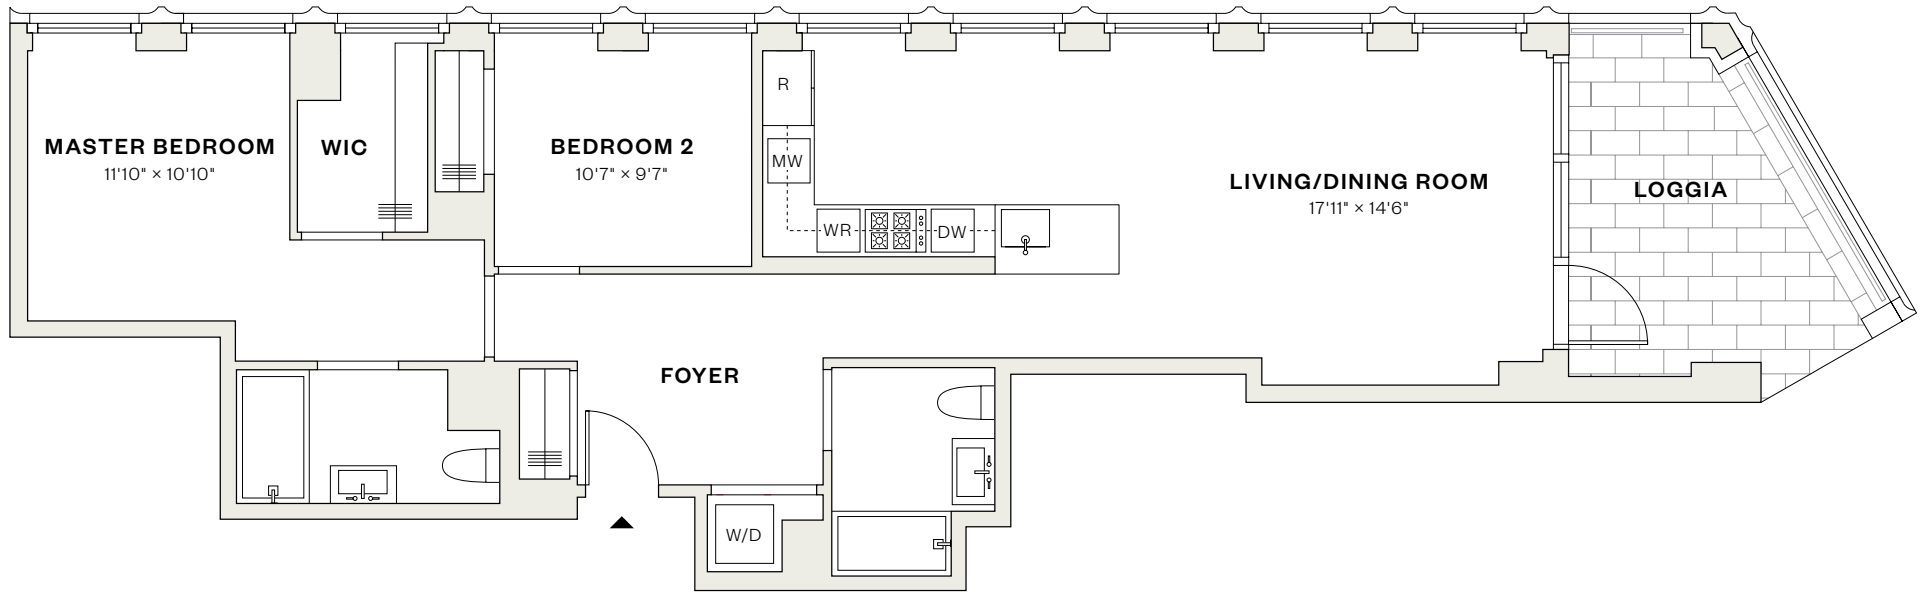 MASTER BEDROOM
11'10" × 10'10"
WIC
BEDROOM 2
10'7" × 9'7"
R
MW
WR
DW
LIVING/DINING ROOM
17'11" × 14'6"
LOGGIA
FOYER
W/D